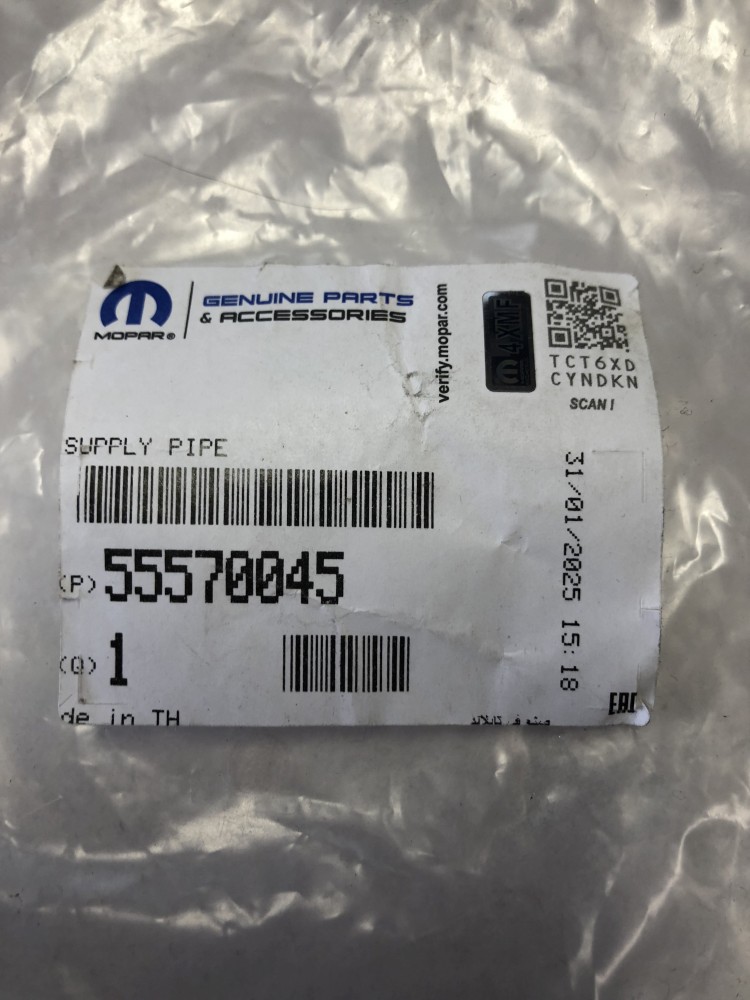 MOPAR®
GENUINE PARTS
& ACCESSORIES
verify.mopar.com
4XMF
TCT6XD
CYNDKN
SCAN!
SUPPLY PIPE
31/01/2025 15:18
(P) 55570045
(Q) 1
de in TH
EAC